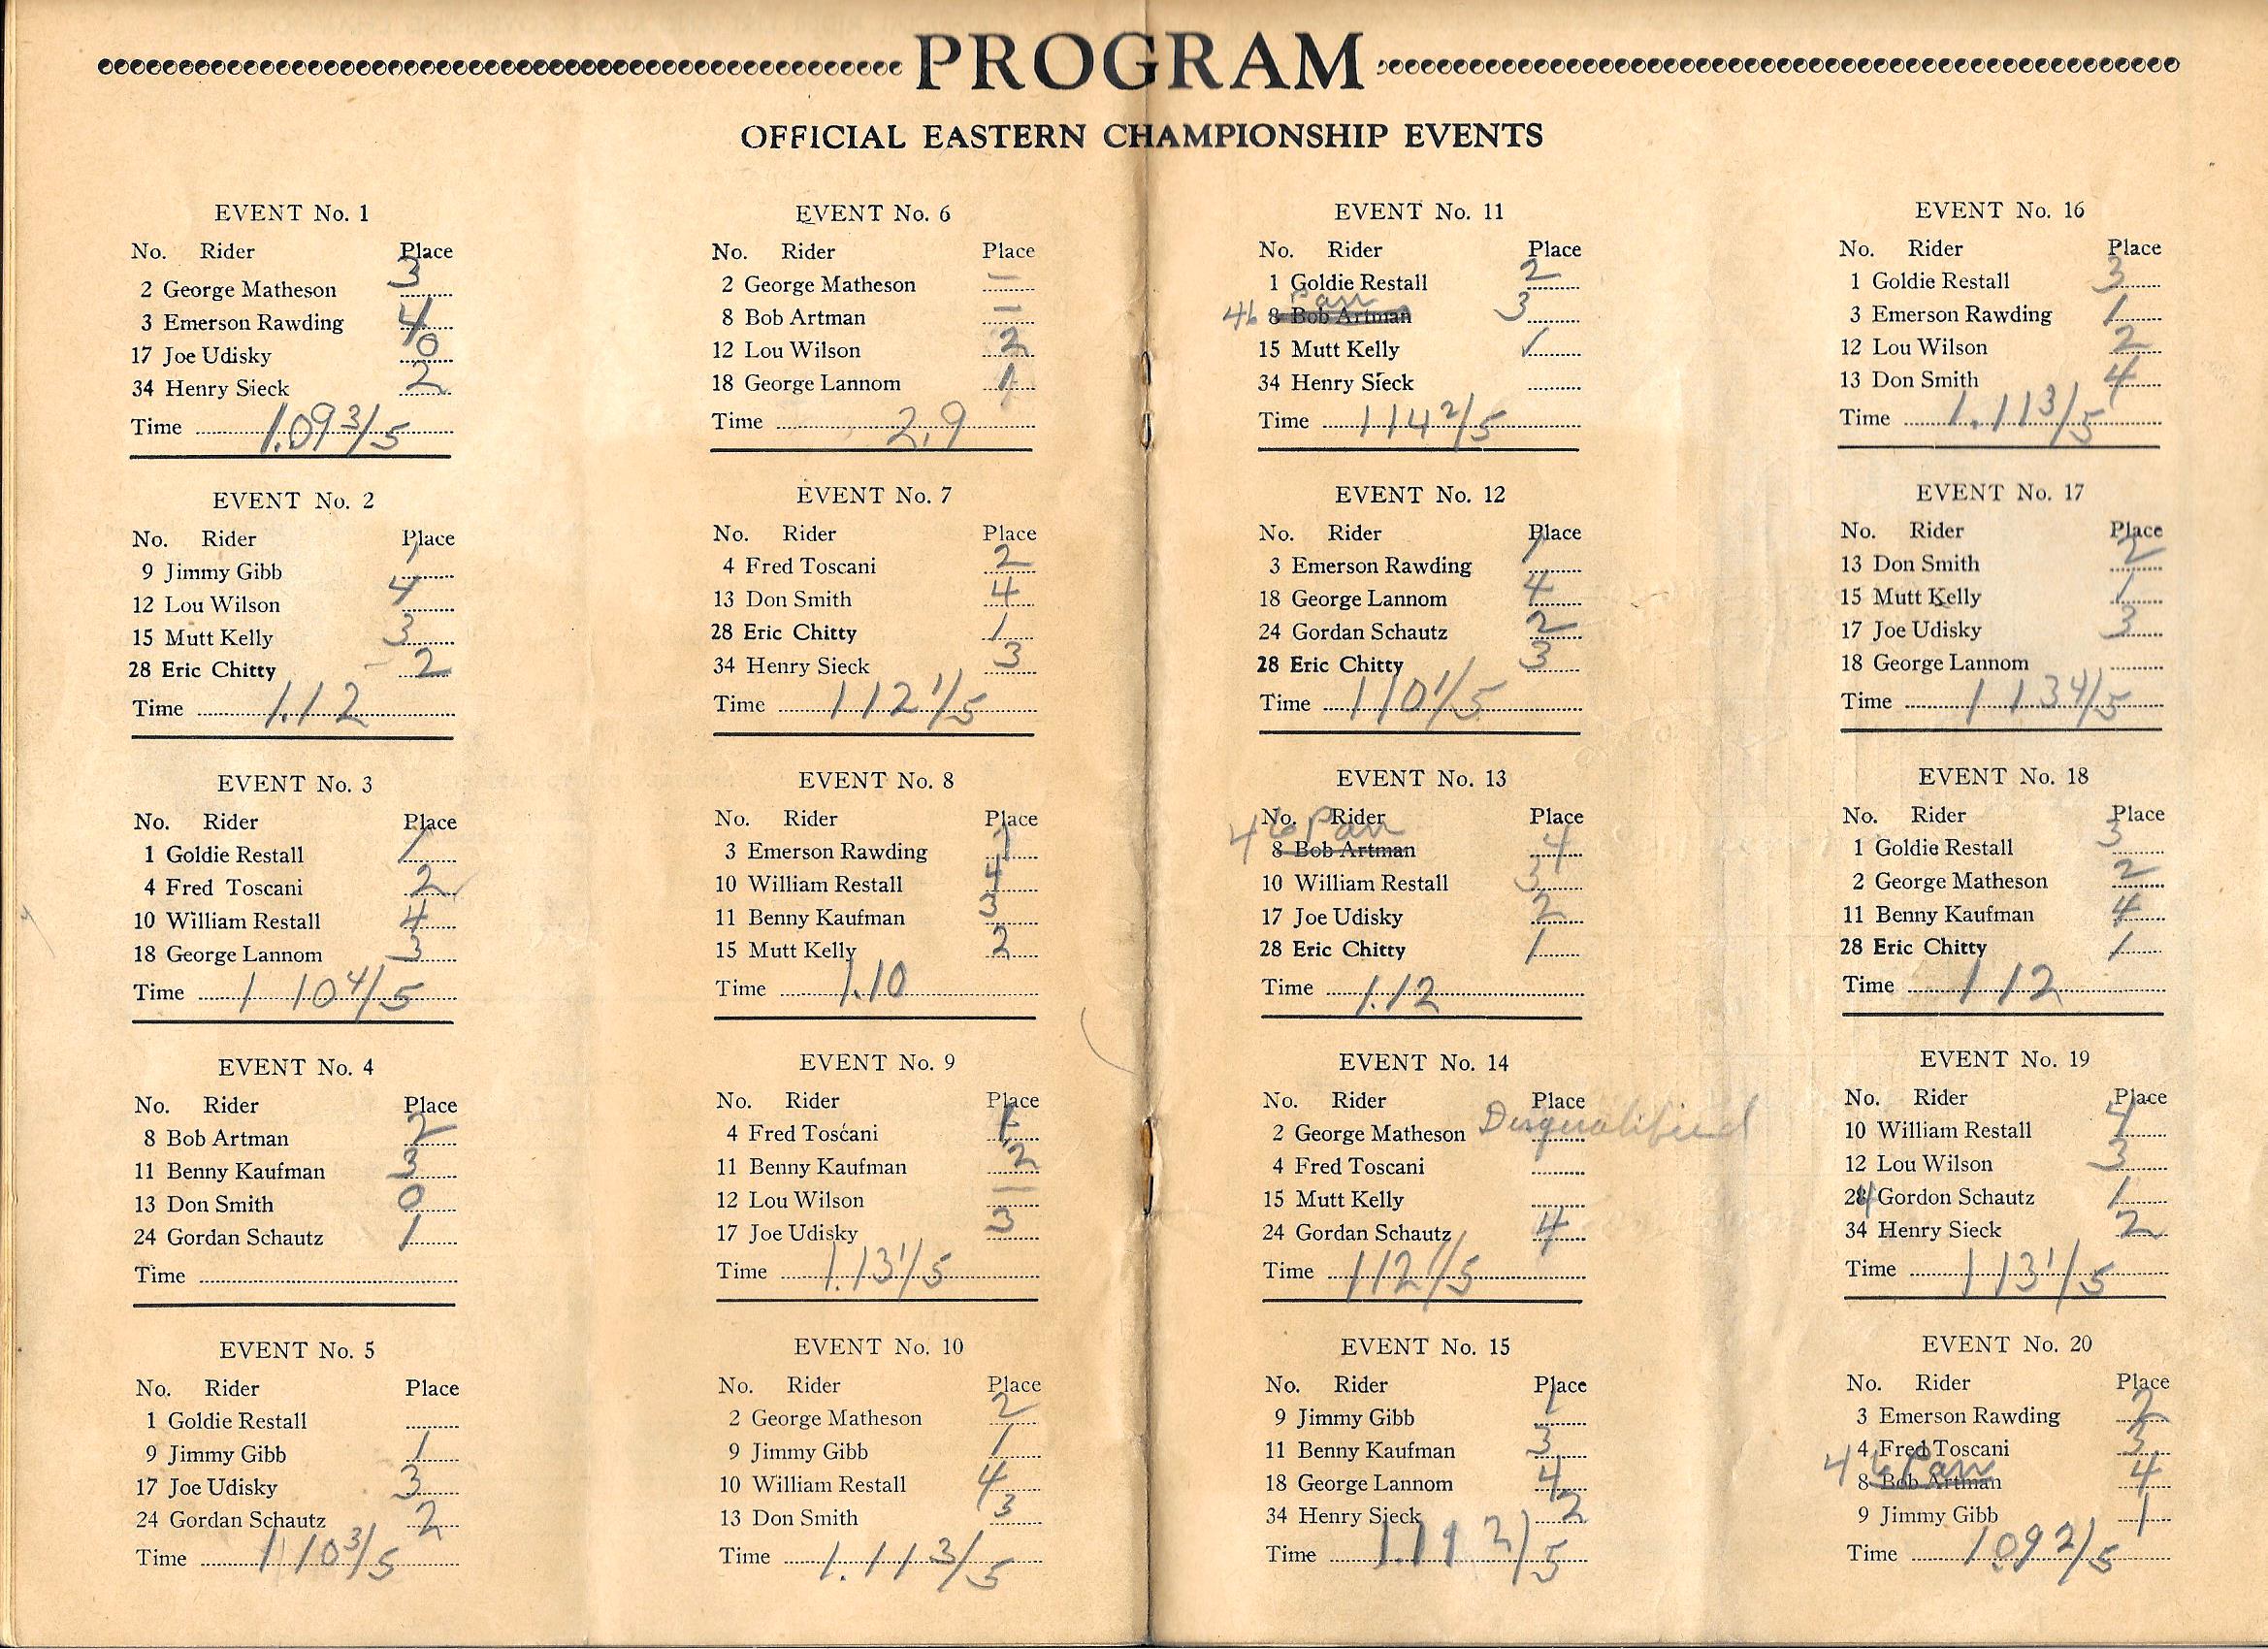 PROGRAM
OFFICIAL EASTERN CHAMPIONSHIP EVENTS
EVENT No. 1
No. Rider Place
2 George Matheson 3
3 Emerson Rawding 4
17 Joe Udisky 0
34 Henry Sieck 2
Time 1.09 3/5
EVENT No. 2
No. Rider Place
9 Jimmy Gibb 1
12 Lou Wilson 4
15 Mutt Kelly 3
28 Eric Chitty 2
Time 1.12
EVENT No. 3
No. Rider Place
1 Goldie Restall 1
4 Fred Toscani 2
10 William Restall 4
18 George Lannom 3
Time 1 10 4/5
EVENT No. 4
No. Rider Place
8 Bob Artman 2
11 Benny Kaufman 3
13 Don Smith 0
24 Gordan Schautz 1
Time
EVENT No. 5
No. Rider Place
1 Goldie Restall
9 Jimmy Gibb 1
17 Joe Udisky 3
24 Gordan Schautz 2
Time 1 10 3/5
EVENT No. 6
No. Rider Place
2 George Matheson —
8 Bob Artman —
12 Lou Wilson 2
18 George Lannom 1
Time 2.9
EVENT No. 7
No. Rider Place
4 Fred Toscani 2
13 Don Smith 4
28 Eric Chitty 1
34 Henry Sieck 3
Time 1 12 1/5
EVENT No. 8
No. Rider Place
3 Emerson Rawding 1
10 William Restall 4
11 Benny Kaufman 3
15 Mutt Kelly 2
Time 1.10
EVENT No. 9
No. Rider Place
4 Fred Toscani 1
11 Benny Kaufman 2
12 Lou Wilson —
17 Joe Udisky 3
Time 1.13 1/5
EVENT No. 10
No. Rider Place
2 George Matheson 2
9 Jimmy Gibb 1
10 William Restall 4
13 Don Smith 3
Time 1.11 3/5
EVENT No. 11
No. Rider Place
1 Goldie Restall 2
46 Parr
8 Bob Artman 3
15 Mutt Kelly ✓
34 Henry Sieck
Time 1 14 2/5
EVENT No. 12
No. Rider Place
3 Emerson Rawding 1
18 George Lannom 4
24 Gordan Schautz 2
28 Eric Chitty 3
Time 1 10 1/5
EVENT No. 13
No. Rider Place
46 Parr
8 Bob Artman 4
10 William Restall 3
17 Joe Udisky 2
28 Eric Chitty 1
Time 1.12
EVENT No. 14
No. Rider Place
2 George Matheson Disqualified
4 Fred Toscani
15 Mutt Kelly
24 Gordan Schautz 4
Time 1 12 1/5
EVENT No. 15
No. Rider Place
9 Jimmy Gibb 1
11 Benny Kaufman 3
18 George Lannom 4
34 Henry Sieck 2
Time
EVENT No. 16
No. Rider Place
1 Goldie Restall 3
3 Emerson Rawding 1
12 Lou Wilson 2
13 Don Smith 4
Time 1.11 3/5
EVENT No. 17
No. Rider Place
13 Don Smith 2
15 Mutt Kelly 1
17 Joe Udisky 3
18 George Lannom
Time 1 13 4/5
EVENT No. 18
No. Rider Place
1 Goldie Restall 3
2 George Matheson 2
11 Benny Kaufman 4
28 Eric Chitty 1
Time 1 12
EVENT No. 19
No. Rider Place
10 William Restall 4
12 Lou Wilson 3
24 Gordon Schautz 1
34 Henry Sieck 2
Time 1 13 1/5
EVENT No. 20
No. Rider Place
3 Emerson Rawding 2
4 Fred Toscani 3
46 Parr
8 Bob Artman 4
9 Jimmy Gibb 1
Time 1.09 2/5